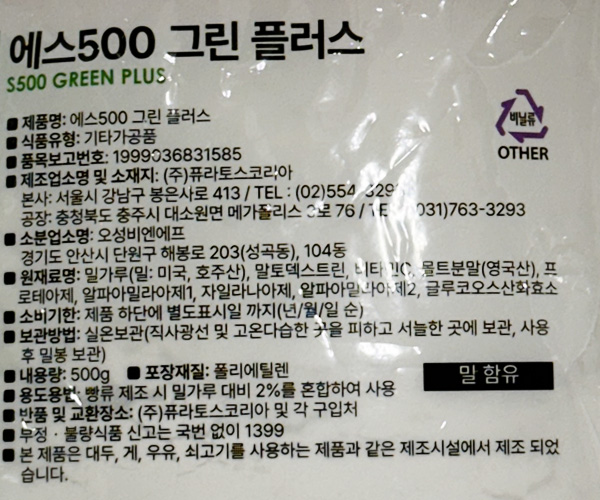 에스500 그린 플러스
S500 GREEN PLUS
■ 제품명: 에스500 그린 플러스
■ 식품유형: 기타가공품
■ 품목보고번호: 1999036831585
■ 제조업소명 및 소재지: (주)퓨라토스코리아
본사: 서울시 강남구 봉은사로 413 / TEL : (02)554
공장: 충청북도 충주시 대소원면 메가폴리스 로 76 / 031)763-3293
■ 소분업소명: 오성비엔에프
경기도 안산시 단원구 해봉로 203(성곡동), 104동
■ 원재료명: 밀가루(밀: 미국, 호주산), 말토덱스트린, 비타민C, 몰트분말(영국산), 프
로테아제, 알파아밀라아제1, 자일라나아제, 알파아밀라아제2, 글루코오스산화효소
■ 소비기한: 제품 하단에 별도표시일 까지(년/월/일 순)
■ 보관방법: 실온보관(직사광선 및 고온다습한 곳을 피하고 서늘한 곳에 보관, 사용
후 밀봉 보관)
■ 내용량: 500g ■ 포장재질: 폴리에틸렌
■ 용도용법: 빵류 제조 시 밀가루 대비 2%를 혼합하여 사용
■ 반품 및 교환장소: (주)퓨라토스코리아 및 각 구입처
■ 부정 · 불량식품 신고는 국번 없이 1399
■ 본 제품은 대두, 게, 우유, 쇠고기를 사용하는 제품과 같은 제조시설에서 제조 되었
습니다.
비닐류
OTHER
밀 함유